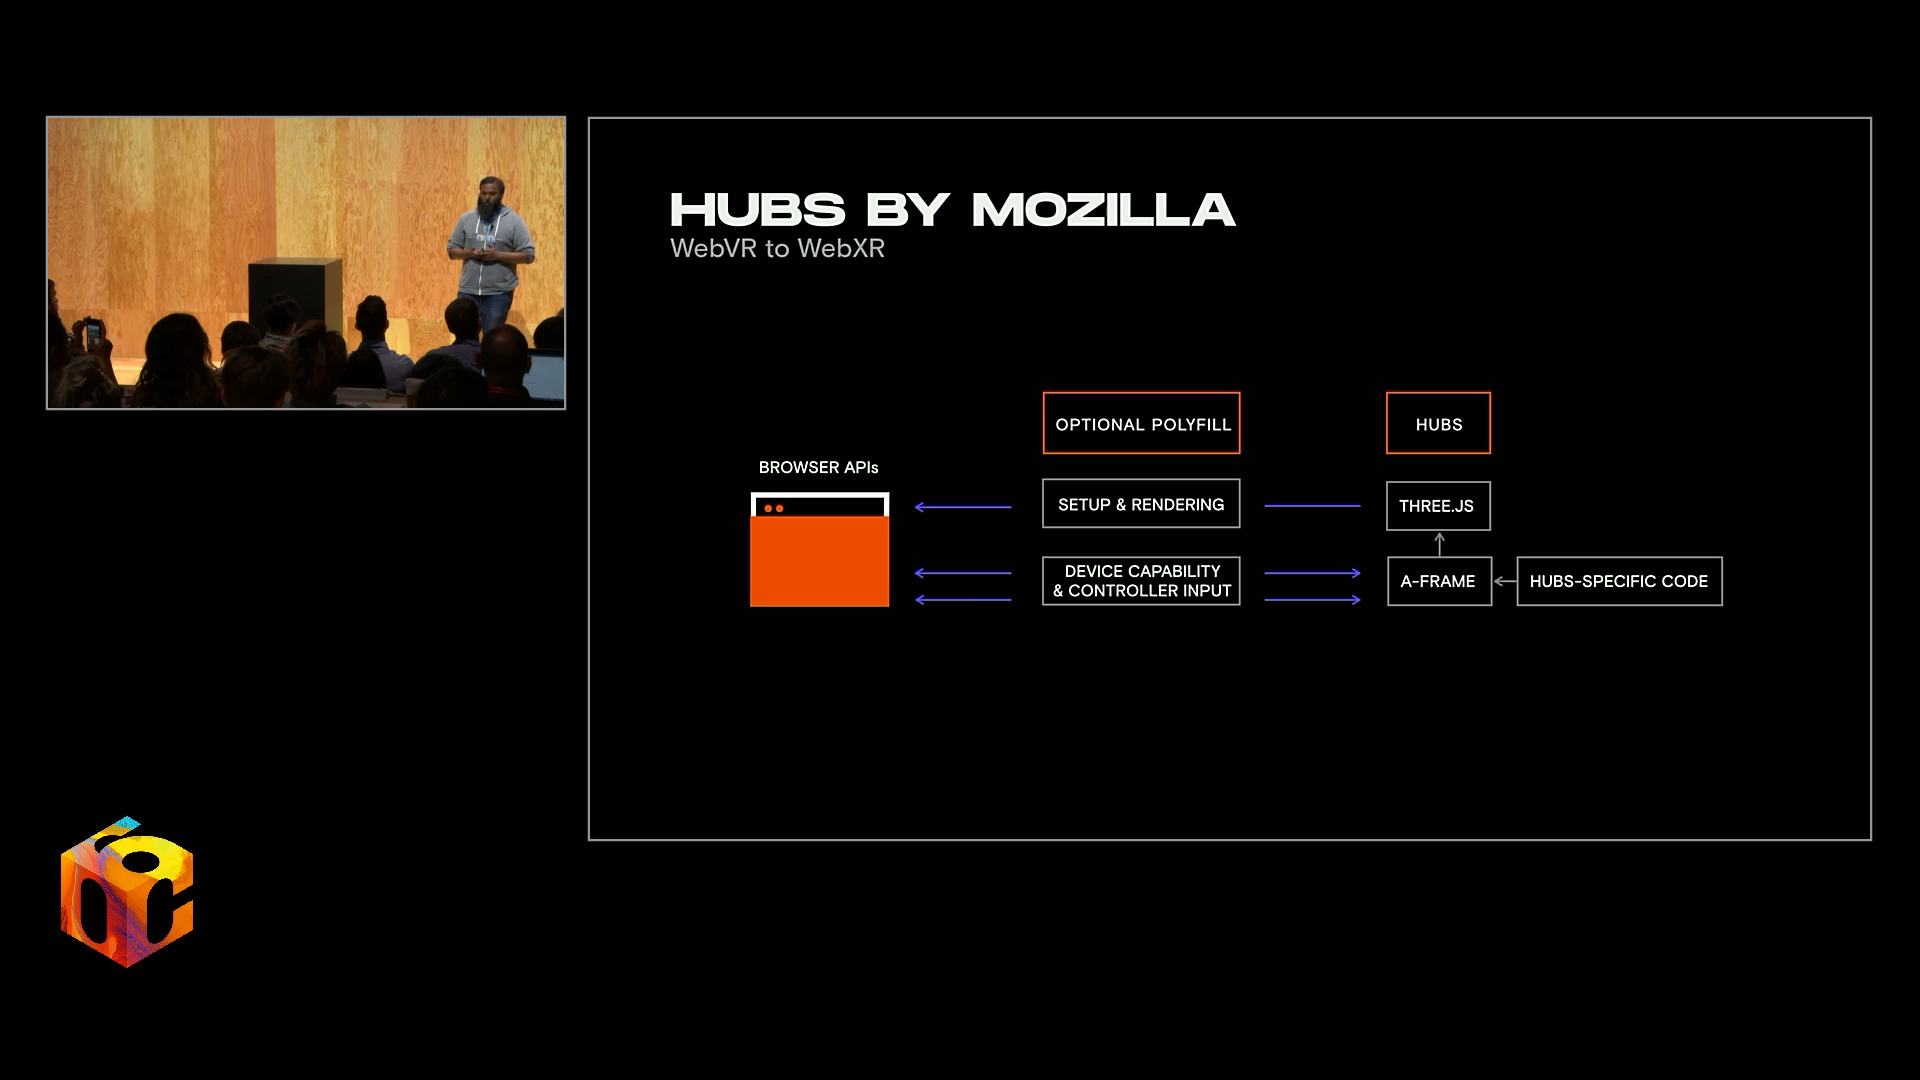 HUBS BY MOZILLA
WebVR to WebXR
OPTIONAL POLYFILL
HUBS
BROWSER APIs
SETUP & RENDERING
THREE.JS
DEVICE CAPABILITY
& CONTROLLER INPUT
A-FRAME
HUBS-SPECIFIC CODE